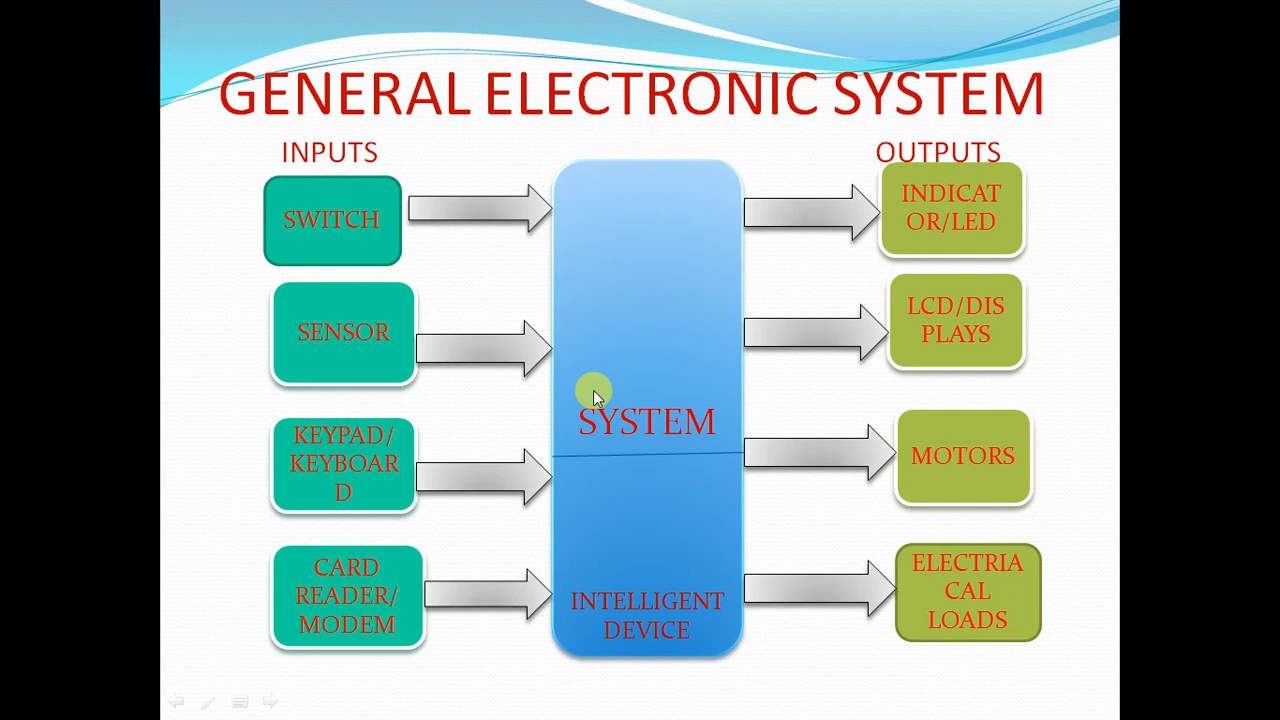 GENERAL ELECTRONIC SYSTEM
INPUTS
OUTPUTS
SWITCH
SENSOR
KEYPAD/
KEYBOAR
D
CARD
READER/
MODEM
SYSTEM
INTELLIGENT
DEVICE
INDICAT
OR/LED
LCD/DIS
PLAYS
MOTORS
ELECTRIA
CAL
LOADS